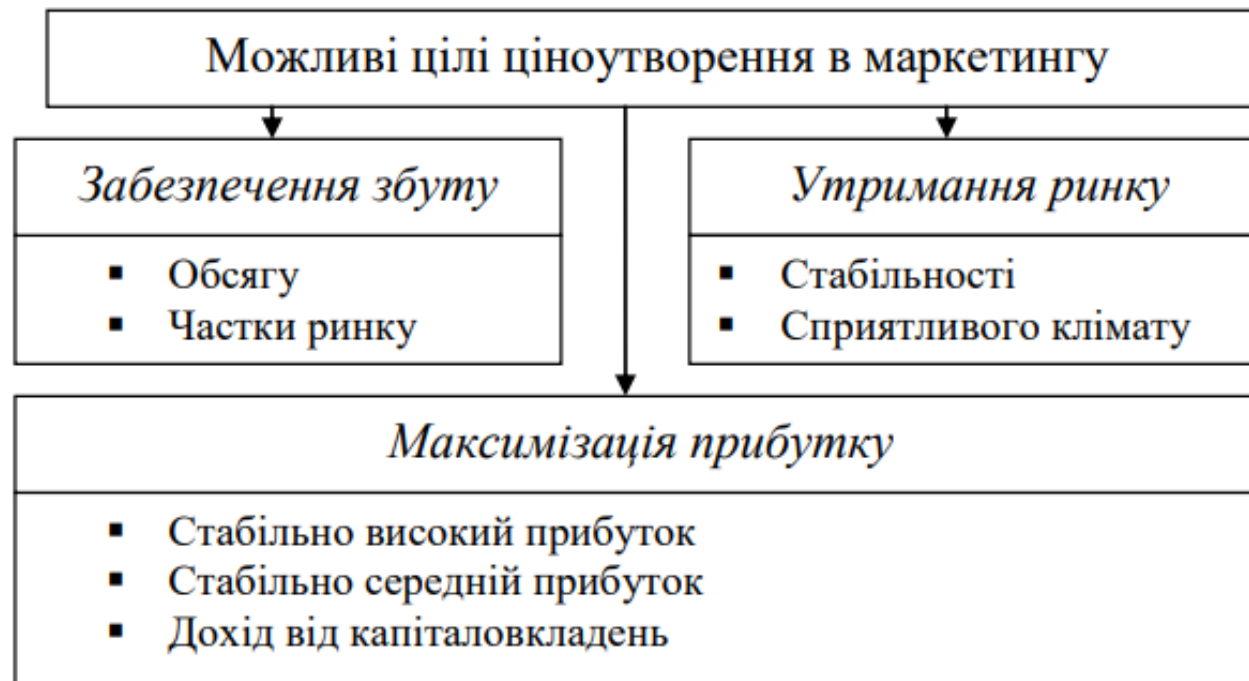 Можливі цілі ціноутворення в маркетингу
Забезпечення збуту
▪ Обсягу
▪ Частки ринку
Утримання ринку
▪ Стабільності
▪ Сприятливого клімату
Максимізація прибутку
▪ Стабільно високий прибуток
▪ Стабільно середній прибуток
▪ Дохід від капіталовкладень